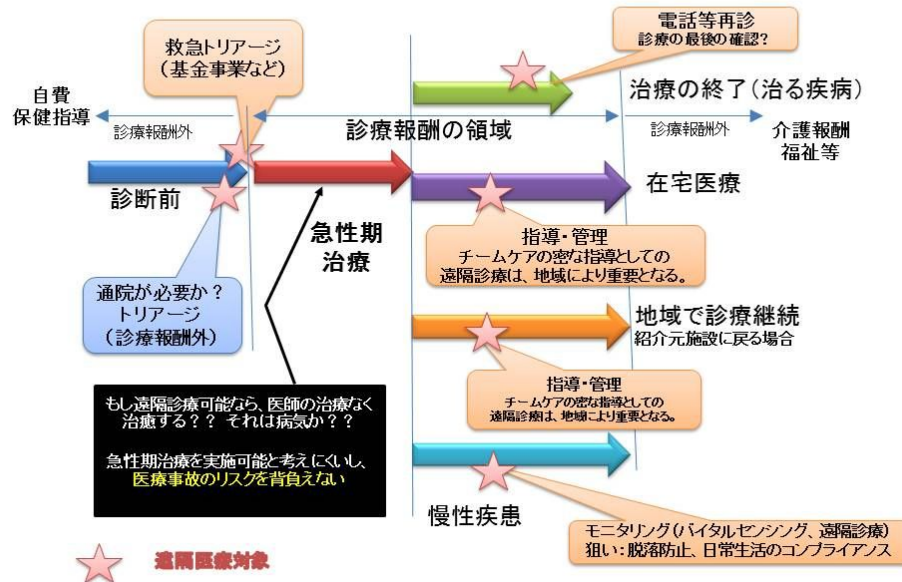 救急トリアージ
（基金事業など）
電話等再診
診療の最後の確認？
自費
保健指導
診療報酬外
診療報酬の領域
治療の終了（治る疾病）
診療報酬外
介護報酬
福祉等
診断前
急性期
治療
在宅医療
指導・管理
チームケアの密な指導としての
遠隔診療は、地域により重要となる。
通院が必要か？
トリアージ
（診療報酬外）
地域で診療継続
紹介元施設に戻る場合
指導・管理
チームケアの密な指導としての
遠隔診療は、地域により重要となる。
もし遠隔診療可能なら、医師の治療なく
治癒する？？ それは病気か？？
急性期治療を実施可能と考えにくいし、
医療事故のリスクを背負えない
慢性疾患
モニタリング（バイタルセンシング、遠隔診療）
狙い：脱落防止、日常生活のコンプライアンス
遠隔医療対象